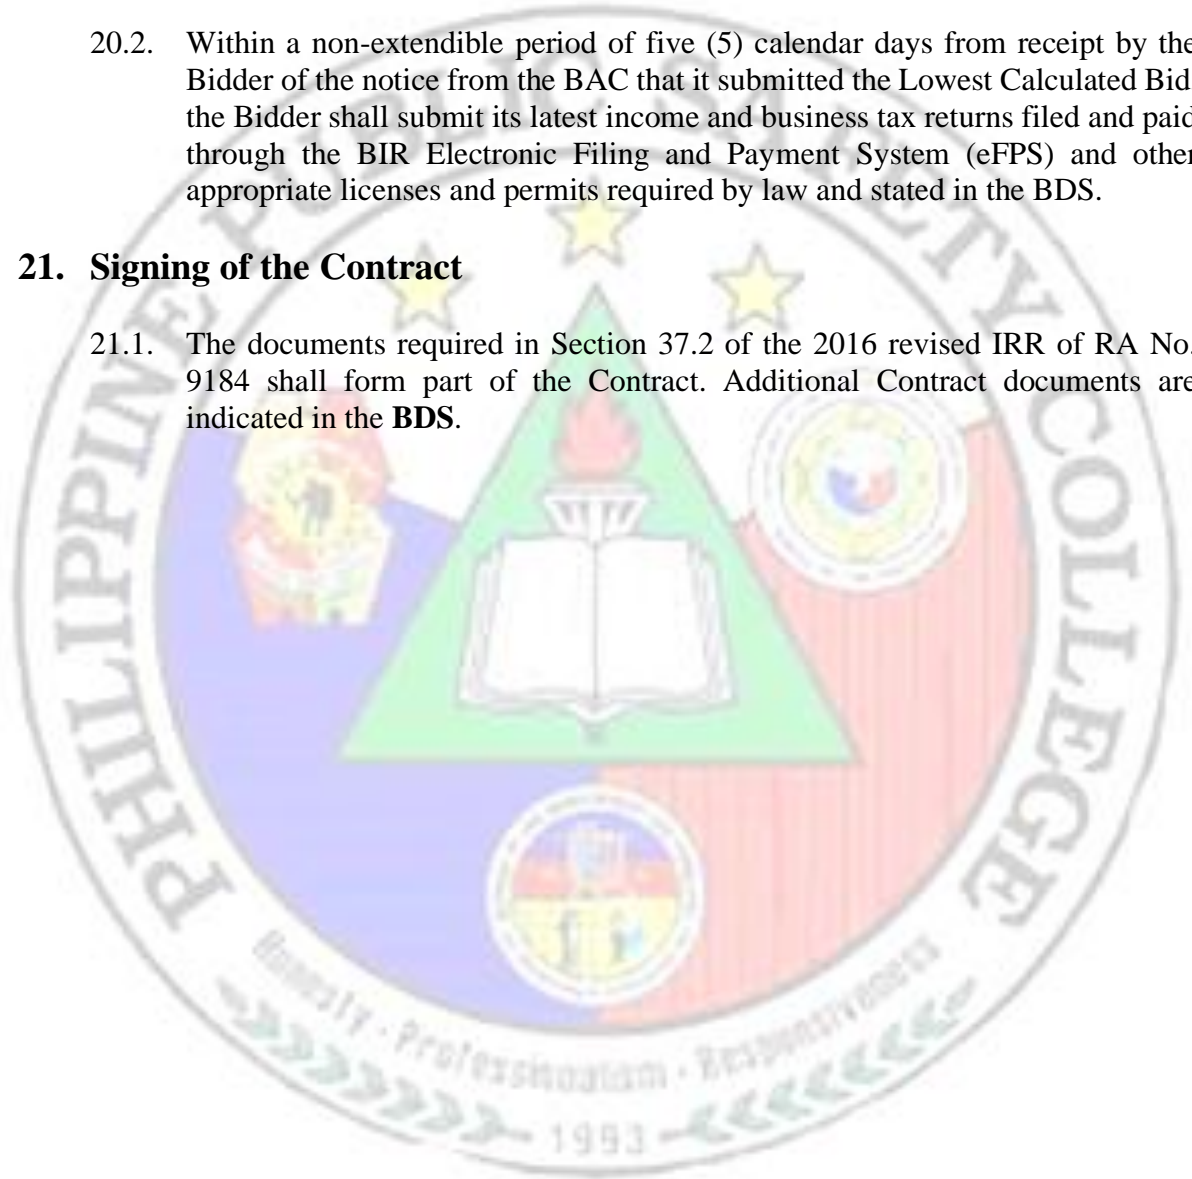 20.2. Within a non-extendible period of five (5) calendar days from receipt by the
Bidder of the notice from the BAC that it submitted the Lowest Calculated Bid,
the Bidder shall submit its latest income and business tax returns filed and paid
through the BIR Electronic Filing and Payment System (eFPS) and other
appropriate licenses and permits required by law and stated in the BDS.
21. Signing of the Contract
21.1. The documents required in Section 37.2 of the 2016 revised IRR of RA No.
9184 shall form part of the Contract. Additional Contract documents are
indicated in the BDS.
PHILIPPINE PUBLIC SAFETY COLLEGE
Honesty · Professionalism · Responsiveness
1993